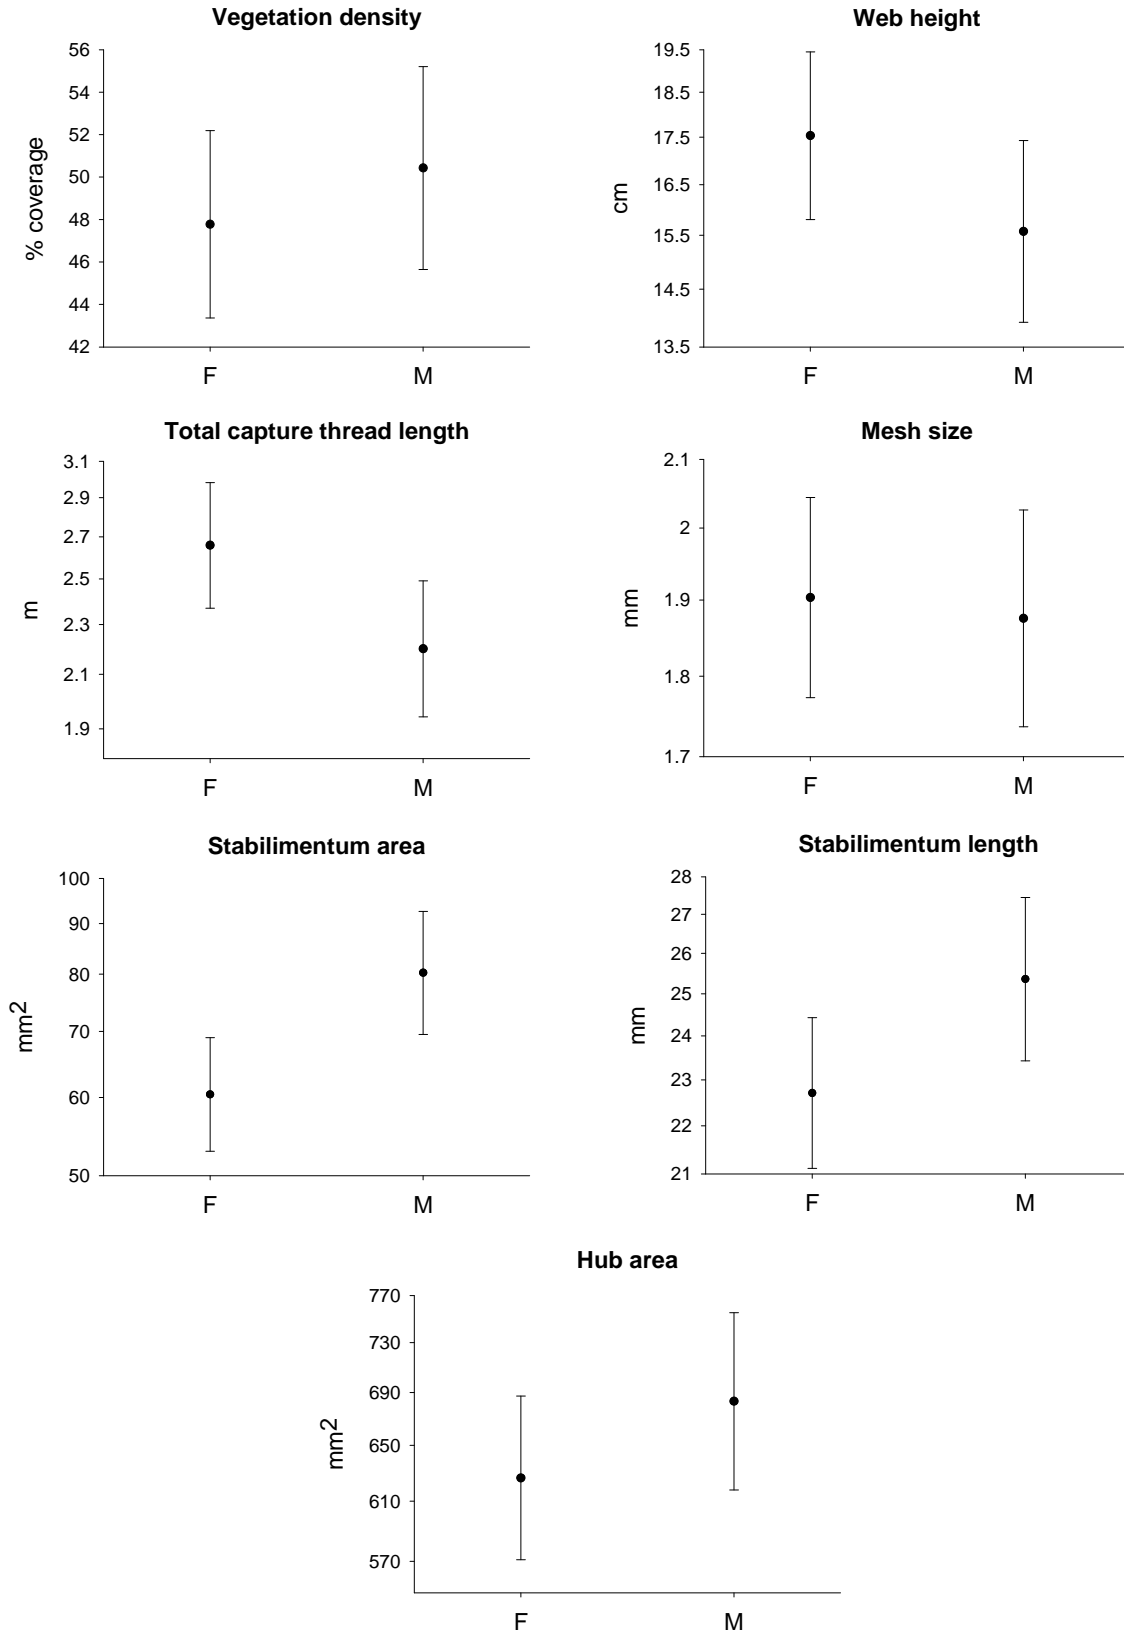 Vegetation density
56
54
52
50
48
46
44
42
% coverage
F M
Web height
19.5
18.5
17.5
16.5
15.5
14.5
13.5
cm
F M
Total capture thread length
3.1
2.9
2.7
2.5
2.3
2.1
1.9
m
F M
Mesh size
2.1
2
1.9
1.8
1.7
mm
F M
Stabilimentum area
100
90
80
70
60
50
mm2
F M
Stabilimentum length
28
27
26
25
24
23
22
21
mm
F M
Hub area
770
730
690
650
610
570
mm2
F M